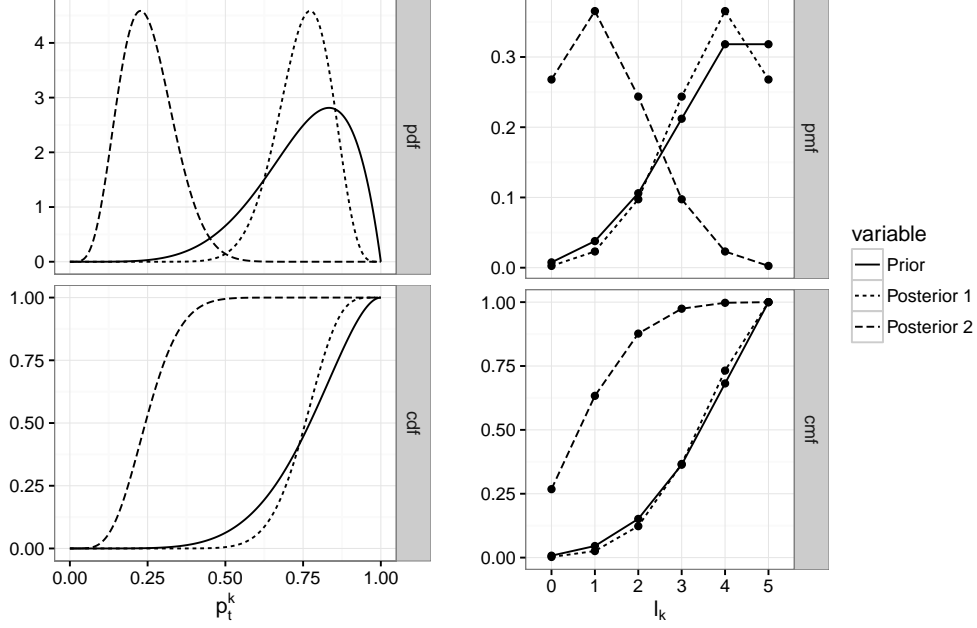 4
3
2
1
0
pdf
0.3
0.2
0.1
0.0
pmf
1.00
0.75
0.50
0.25
0.00
cdf
0.00 0.25 0.50 0.75 1.00
p_t^k
1.00
0.75
0.50
0.25
0.00
cmf
0 1 2 3 4 5
l_k
variable
Prior
Posterior 1
Posterior 2